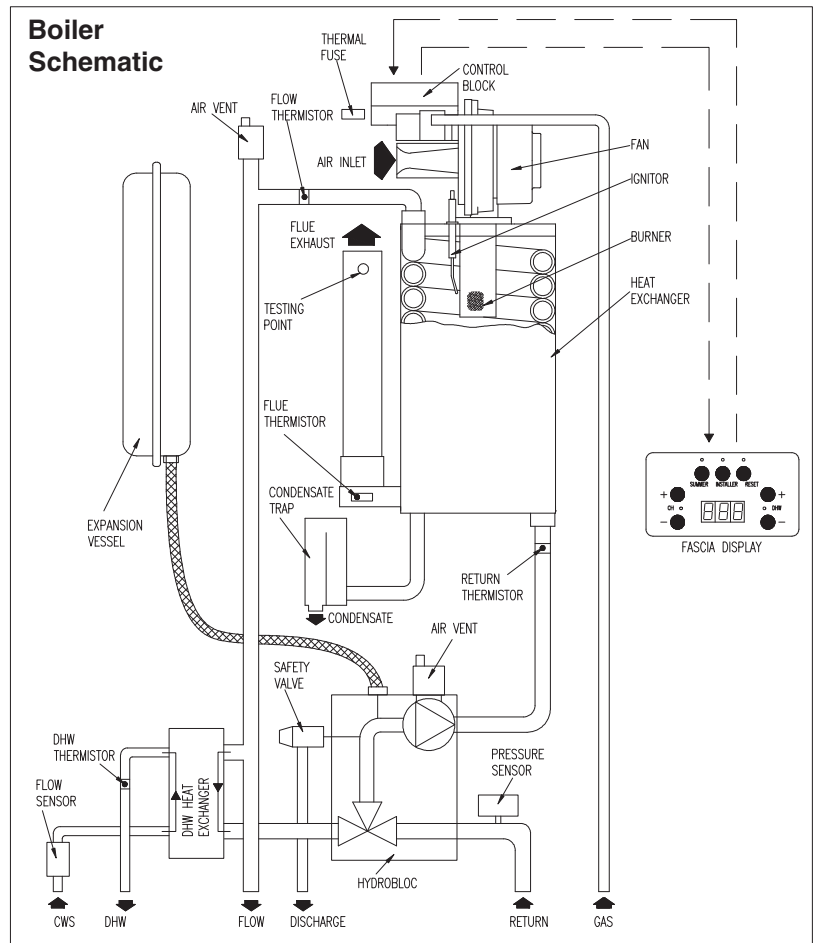 Boiler
Schematic
THERMAL
FUSE
CONTROL
BLOCK
FLOW
THERMISTOR
AIR VENT
FAN
AIR INLET
IGNITOR
FLUE
EXHAUST
BURNER
HEAT
EXCHANGER
TESTING
POINT
FLUE
THERMISTOR
CONDENSATE
TRAP
EXPANSION
VESSEL
SUMMER INSTALLER RESET
+ +
CH DHW
- -
888
FASCIA DISPLAY
RETURN
THERMISTOR
CONDENSATE
AIR VENT
SAFETY
VALVE
DHW
THERMISTOR
PRESSURE
SENSOR
FLOW
SENSOR
DHW HEAT
EXCHANGER
HYDROBLOC
CWS DHW FLOW DISCHARGE RETURN GAS